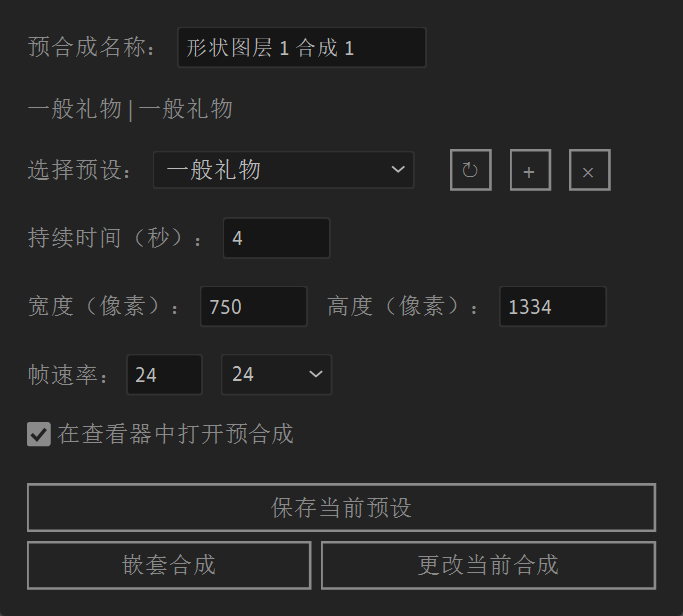 预合成名称： 形状图层 1 合成 1
一般礼物 | 一般礼物
选择预设： 一般礼物 ↻ + ×
持续时间（秒）： 4
宽度（像素）： 750 高度（像素）： 1334
帧速率： 24 24
在查看器中打开预合成
保存当前预设
嵌套合成 更改当前合成